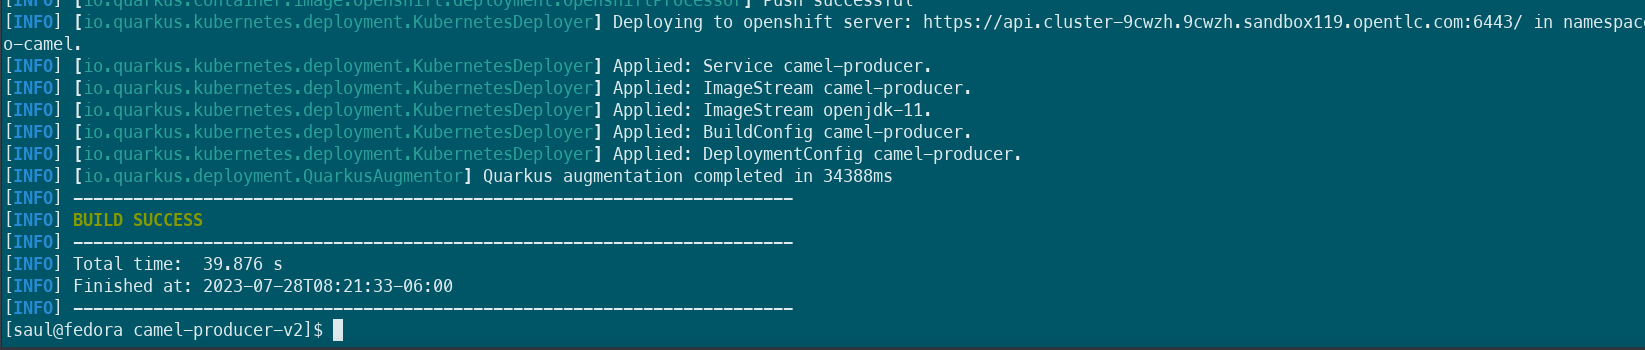 [INFO] [io.quarkus.container.image.openshift.deployment.OpenshiftProcessor] Push successful
[INFO] [io.quarkus.kubernetes.deployment.KubernetesDeployer] Deploying to openshift server: https://api.cluster-9cwzh.9cwzh.sandbox119.opentlc.com:6443/ in namespac
o-camel.
[INFO] [io.quarkus.kubernetes.deployment.KubernetesDeployer] Applied: Service camel-producer.
[INFO] [io.quarkus.kubernetes.deployment.KubernetesDeployer] Applied: ImageStream camel-producer.
[INFO] [io.quarkus.kubernetes.deployment.KubernetesDeployer] Applied: ImageStream openjdk-11.
[INFO] [io.quarkus.kubernetes.deployment.KubernetesDeployer] Applied: BuildConfig camel-producer.
[INFO] [io.quarkus.kubernetes.deployment.KubernetesDeployer] Applied: DeploymentConfig camel-producer.
[INFO] [io.quarkus.deployment.QuarkusAugmentor] Quarkus augmentation completed in 34388ms
[INFO] ------------------------------------------------------------------------
[INFO] BUILD SUCCESS
[INFO] ------------------------------------------------------------------------
[INFO] Total time:  39.876 s
[INFO] Finished at: 2023-07-28T08:21:33-06:00
[INFO] ------------------------------------------------------------------------
[saul@fedora camel-producer-v2]$